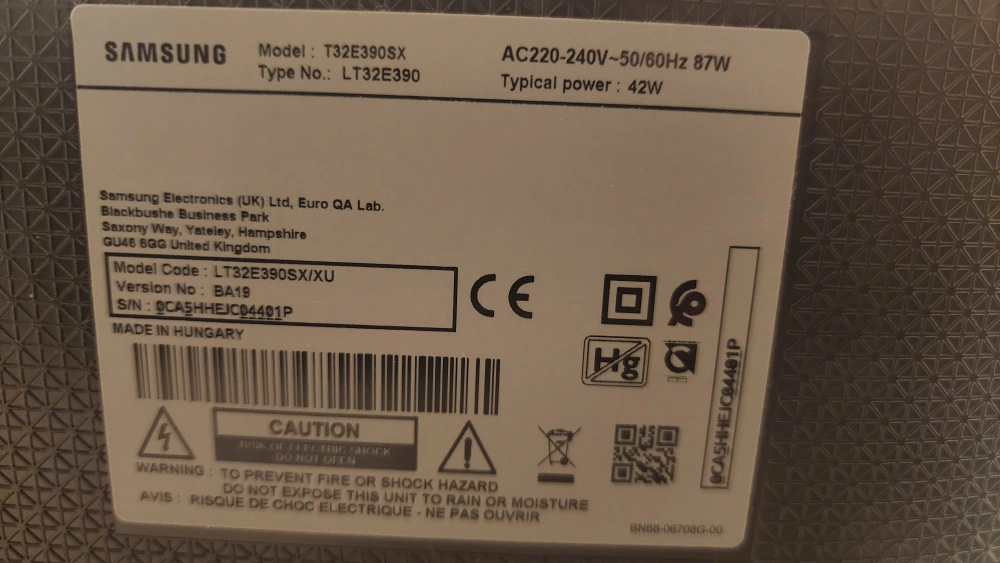 SAMSUNG
Model : T32E390SX
Type No.: LT32E390
AC220-240V~50/60Hz 87W
Typical power : 42W
Samsung Electronics (UK) Ltd, Euro QA Lab.
Blackbushe Business Park
Saxony Way, Yateley, Hampshire
GU46 6GG United Kingdom
Model Code : LT32E390SX/XU
Version No : BA19
S/N : 0CA5HHEJC04401P
MADE IN HUNGARY
CE
Hg
0CA5HHEJC04401P
CAUTION
RISK OF ELECTRIC SHOCK
DO NOT OPEN
WARNING : TO PREVENT FIRE OR SHOCK HAZARD
DO NOT EXPOSE THIS UNIT TO RAIN OR MOISTURE
AVIS : RISQUE DE CHOC ELECTRIQUE - NE PAS OUVRIR
BN68-06708G-00